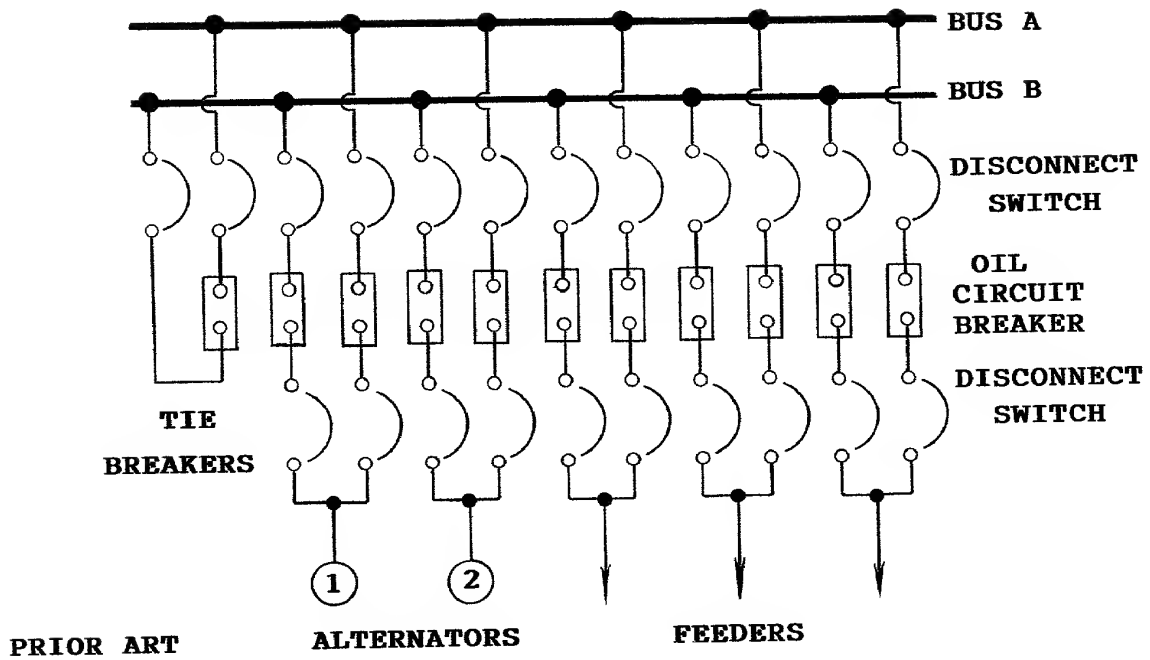 BUS A
BUS B
DISCONNECT
SWITCH
OIL
CIRCUIT
BREAKER
DISCONNECT
SWITCH
TIE
BREAKERS
1
2
PRIOR ART
ALTERNATORS
FEEDERS